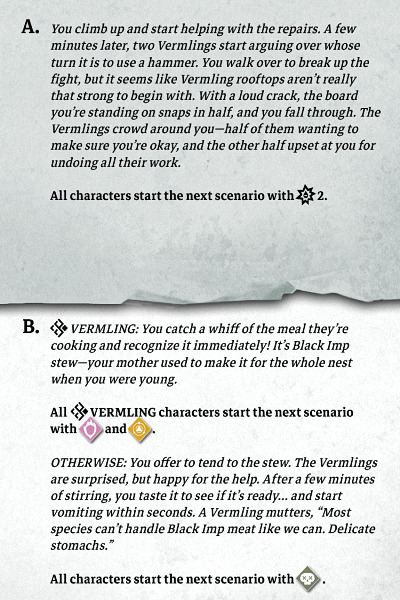 A. You climb up and start helping with the repairs. A few
minutes later, two Vermlings start arguing over whose
turn it is to use a hammer. You walk over to break up the
fight, but it seems like Vermling rooftops aren't really
that strong to begin with. With a loud crack, the board
you're standing on snaps in half, and you fall through. The
Vermlings crowd around you—half of them wanting to
make sure you're okay, and the other half upset at you for
undoing all their work.
All characters start the next scenario with 2.
B. VERMLING: You catch a whiff of the meal they're
cooking and recognize it immediately! It's Black Imp
stew—your mother used to make it for the whole nest
when you were young.
All VERMLING characters start the next scenario
with and .
OTHERWISE: You offer to tend to the stew. The Vermlings
are surprised, but happy for the help. After a few minutes
of stirring, you taste it to see if it's ready... and start
vomiting within seconds. A Vermling mutters, “Most
species can't handle Black Imp meat like we can. Delicate
stomachs.”
All characters start the next scenario with .